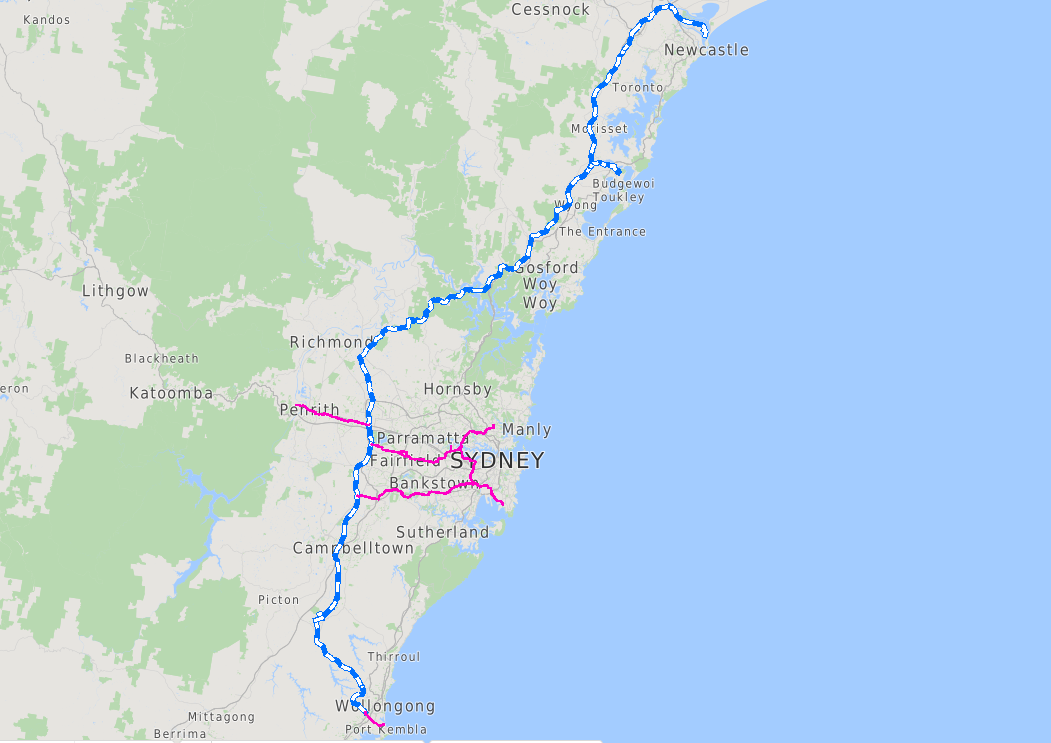 Cessnock
Kandos
Newcastle
Toronto
Morisset
Budgewoi
Toukley
Wyong
The Entrance
Gosford
Woy
Woy
Lithgow
Richmond
Blackheath
eron
Katoomba
Hornsby
Penrith
Manly
Parramatta
Fairfield
SYDNEY
Bankstown
Sutherland
Campbelltown
Picton
Thirroul
Wollongong
Mittagong
Port Kembla
Berrima